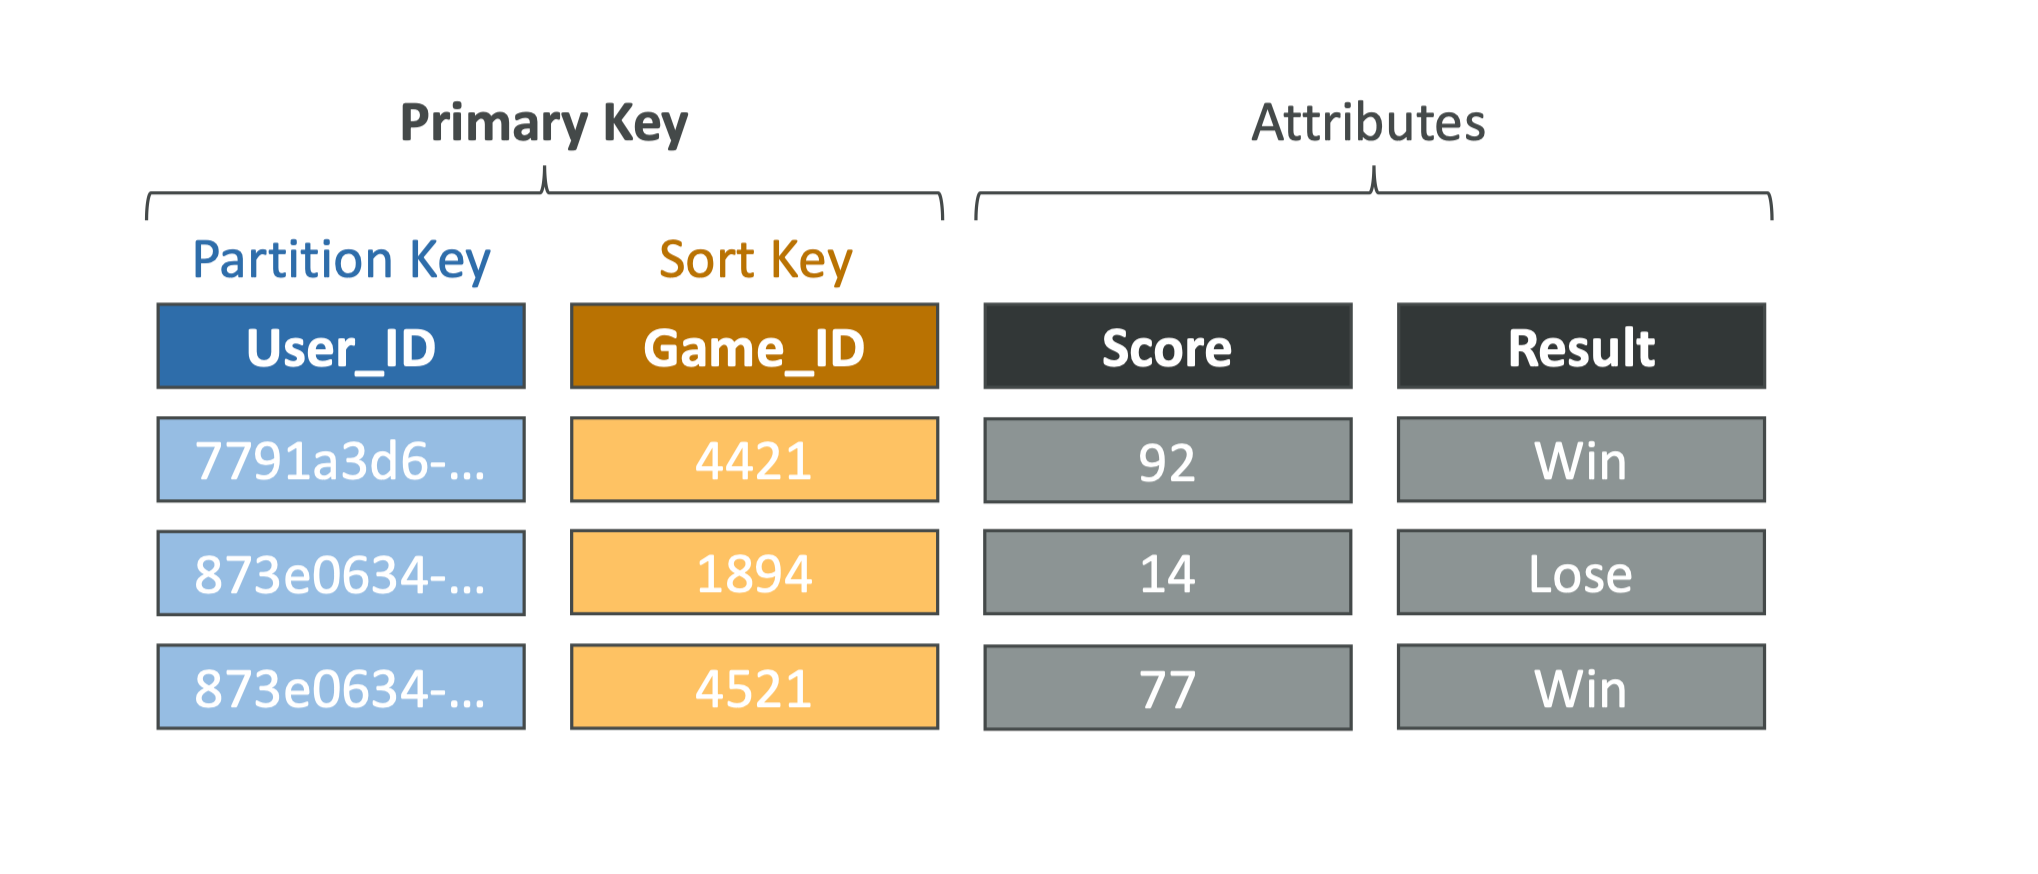 Primary Key Attributes
Partition Key Sort Key
User_ID Game_ID Score Result
7791a3d6-... 4421 92 Win
873e0634-... 1894 14 Lose
873e0634-... 4521 77 Win